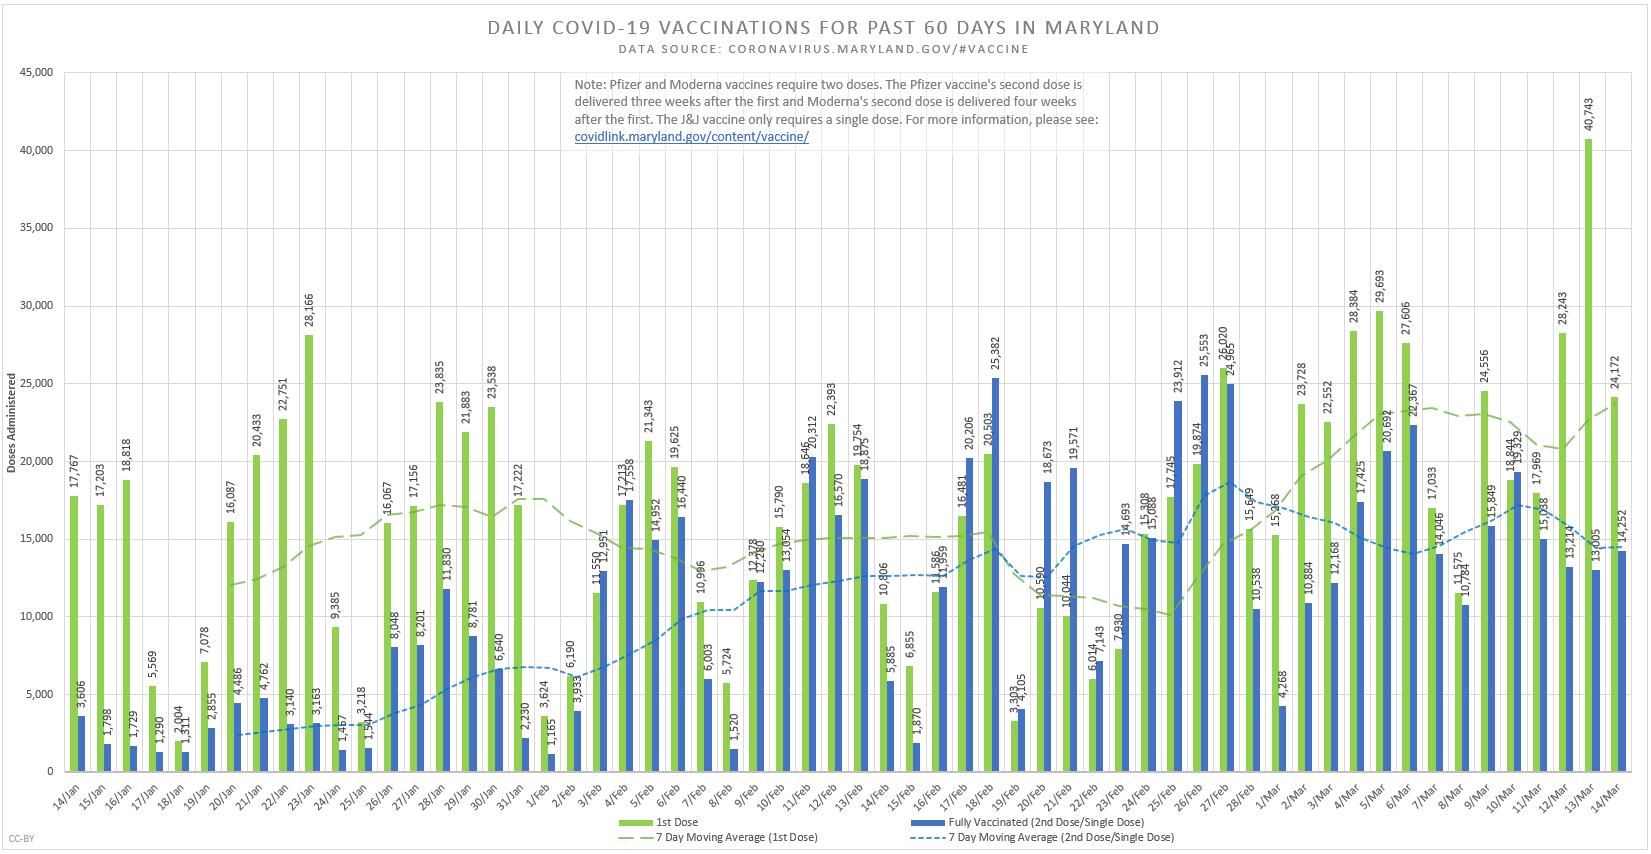 DAILY COVID-19 VACCINATIONS FOR PAST 60 DAYS IN MARYLAND
DATA SOURCE: CORONAVIRUS.MARYLAND.GOV/#VACCINE
Note: Pfizer and Moderna vaccines require two doses. The Pfizer vaccine's second dose is
delivered three weeks after the first and Moderna's second dose is delivered four weeks
after the first. The J&J vaccine only requires a single dose. For more information, please see:
covidlink.maryland.gov/content/vaccine/
Doses Administered
45,000
40,000
35,000
30,000
25,000
20,000
15,000
10,000
5,000
0
17,767
3,606
17,203
1,798
18,818
1,729
5,569
1,290
2,004
1,311
7,078
2,855
16,087
4,486
20,433
4,762
22,751
3,140
28,166
3,163
9,385
1,467
3,218
1,544
16,067
8,048
17,156
8,201
23,835
11,830
21,883
8,781
23,538
6,640
17,222
2,230
3,624
1,165
6,190
3,933
11,550
12,951
17,213
17,558
21,343
14,952
19,625
16,440
10,996
6,003
5,724
1,520
12,378
12,280
15,790
13,054
18,646
20,312
22,393
16,570
19,754
18,875
10,806
5,885
6,855
1,870
11,586
11,959
16,481
20,206
20,503
25,382
3,303
4,105
10,590
18,673
10,044
19,571
6,014
7,143
7,930
14,693
15,308
15,088
17,745
23,912
19,874
25,553
26,020
24,965
15,649
10,538
15,268
4,268
23,728
10,884
22,552
12,168
28,384
17,425
29,693
20,692
27,606
22,367
17,033
14,046
11,575
10,784
24,556
15,849
18,844
19,329
17,969
15,038
28,243
13,214
40,743
13,005
24,172
14,252
14/Jan
15/Jan
16/Jan
17/Jan
18/Jan
19/Jan
20/Jan
21/Jan
22/Jan
23/Jan
24/Jan
25/Jan
26/Jan
27/Jan
28/Jan
29/Jan
30/Jan
31/Jan
1/Feb
2/Feb
3/Feb
4/Feb
5/Feb
6/Feb
7/Feb
8/Feb
9/Feb
10/Feb
11/Feb
12/Feb
13/Feb
14/Feb
15/Feb
16/Feb
17/Feb
18/Feb
19/Feb
20/Feb
21/Feb
22/Feb
23/Feb
24/Feb
25/Feb
26/Feb
27/Feb
28/Feb
1/Mar
2/Mar
3/Mar
4/Mar
5/Mar
6/Mar
7/Mar
8/Mar
9/Mar
10/Mar
11/Mar
12/Mar
13/Mar
14/Mar
1st Dose
Fully Vaccinated (2nd Dose/Single Dose)
7 Day Moving Average (1st Dose)
7 Day Moving Average (2nd Dose/Single Dose)
CC-BY